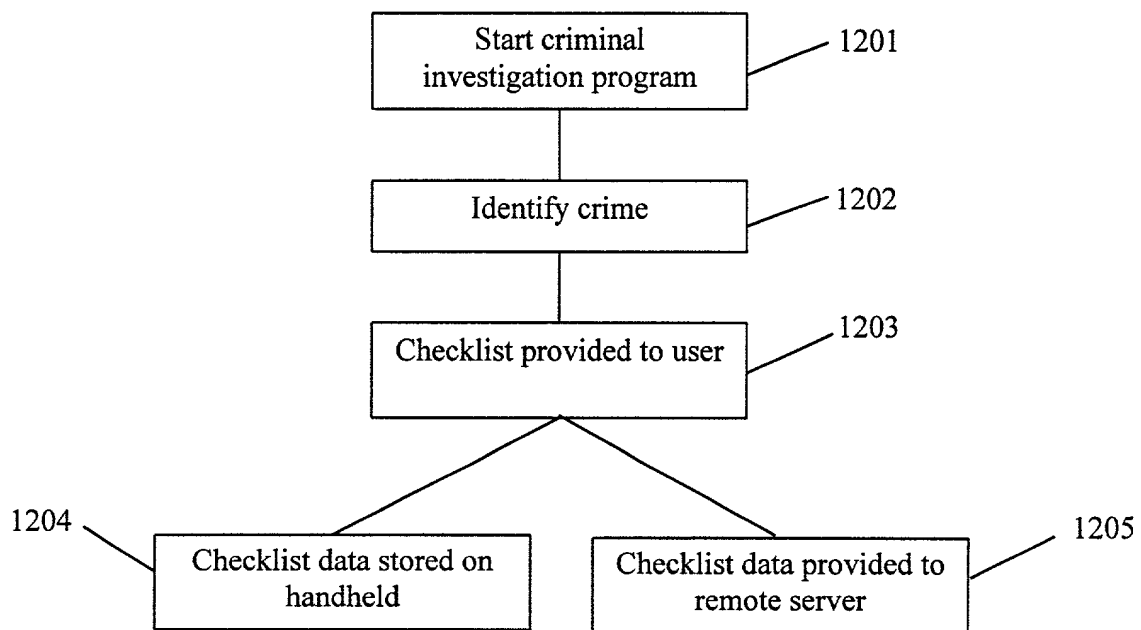 Start criminal
investigation program
1201
Identify crime
1202
Checklist provided to user
1203
1204
Checklist data stored on
handheld
Checklist data provided to
remote server
1205